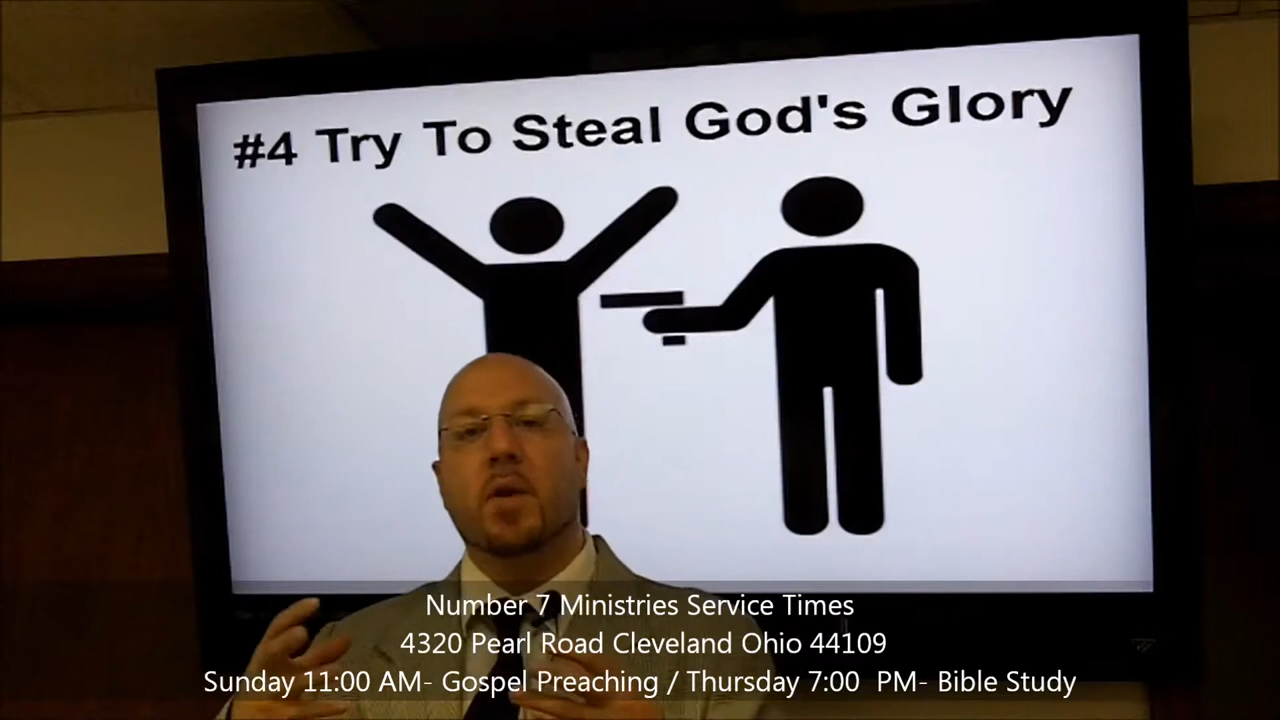 #4 Try To Steal God's Glory
Number 7 Ministries Service Times
4320 Pearl Road Cleveland Ohio 44109
Sunday 11:00 AM- Gospel Preaching / Thursday 7:00  PM- Bible Study